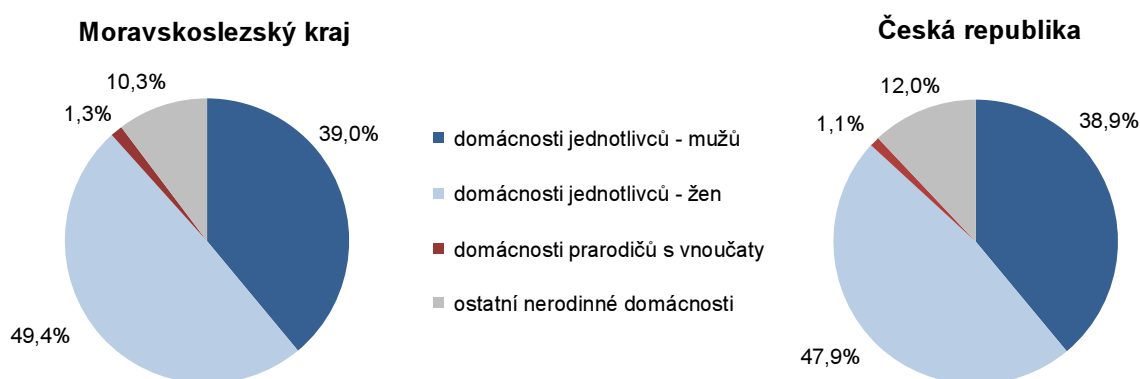 Moravskoslezský kraj
10,3%
1,3%
39,0%
49,4%
domácnosti jednotlivců - mužů
domácnosti jednotlivců - žen
domácnosti prarodičů s vnoučaty
ostatní nerodinné domácnosti
Česká republika
12,0%
1,1%
38,9%
47,9%